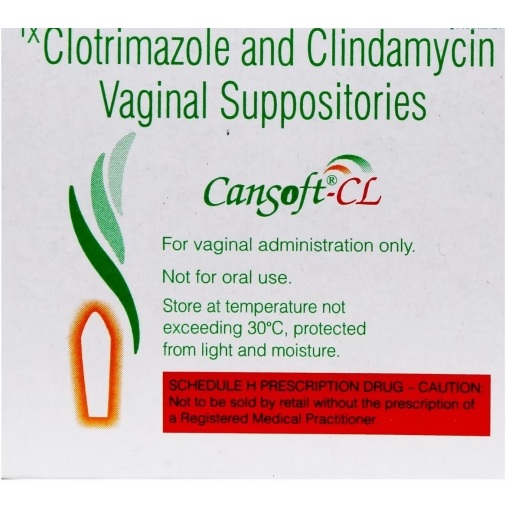 Rx Clotrimazole and Clindamycin
Vaginal Suppositories
Cansoft®-CL
For vaginal administration only.
Not for oral use.
Store at temperature not
exceeding 30°C, protected
from light and moisture.
SCHEDULE H PRESCRIPTION DRUG – CAUTION:
Not to be sold by retail without the prescription of
a Registered Medical Practitioner.